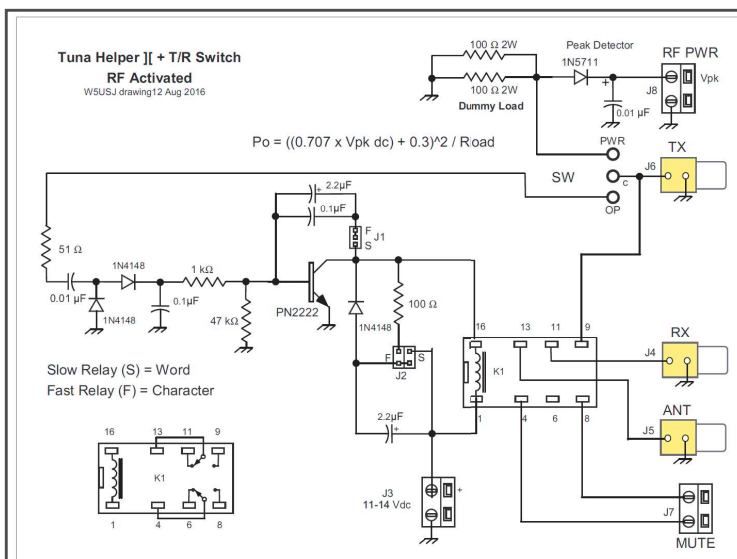 Tuna Helper ][ + T/R Switch
RF Activated
W5USJ drawing12 Aug 2016
100 Ω 2W
100 Ω 2W
Dummy Load
Peak Detector
1N5711
+
0.01 µF
RF PWR
Vpk
J8
Po = ((0.707 x Vpk dc) + 0.3)^2 / Rload
PWR
SW
c
OP
TX
J6
2.2µF
+
0.1µF
F
S
J1
51 Ω
0.01 µF
1N4148
1N4148
0.1µF
1 kΩ
47 kΩ
PN2222
1N4148
100 Ω
F
S
J2
16
13
11
9
K1
1
4
6
8
RX
J4
ANT
J5
Slow Relay (S) = Word
Fast Relay (F) = Character
2.2µF
+
16
13
11
9
K1
1
4
6
8
J3
11-14 Vdc
+
J7
MUTE